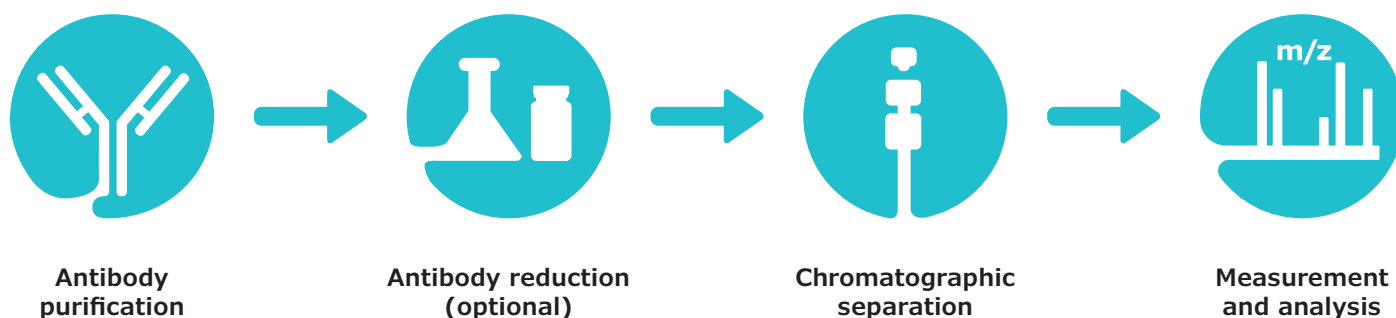 m/z
Antibody
purification
Antibody reduction
(optional)
Chromatographic
separation
Measurement
and analysis